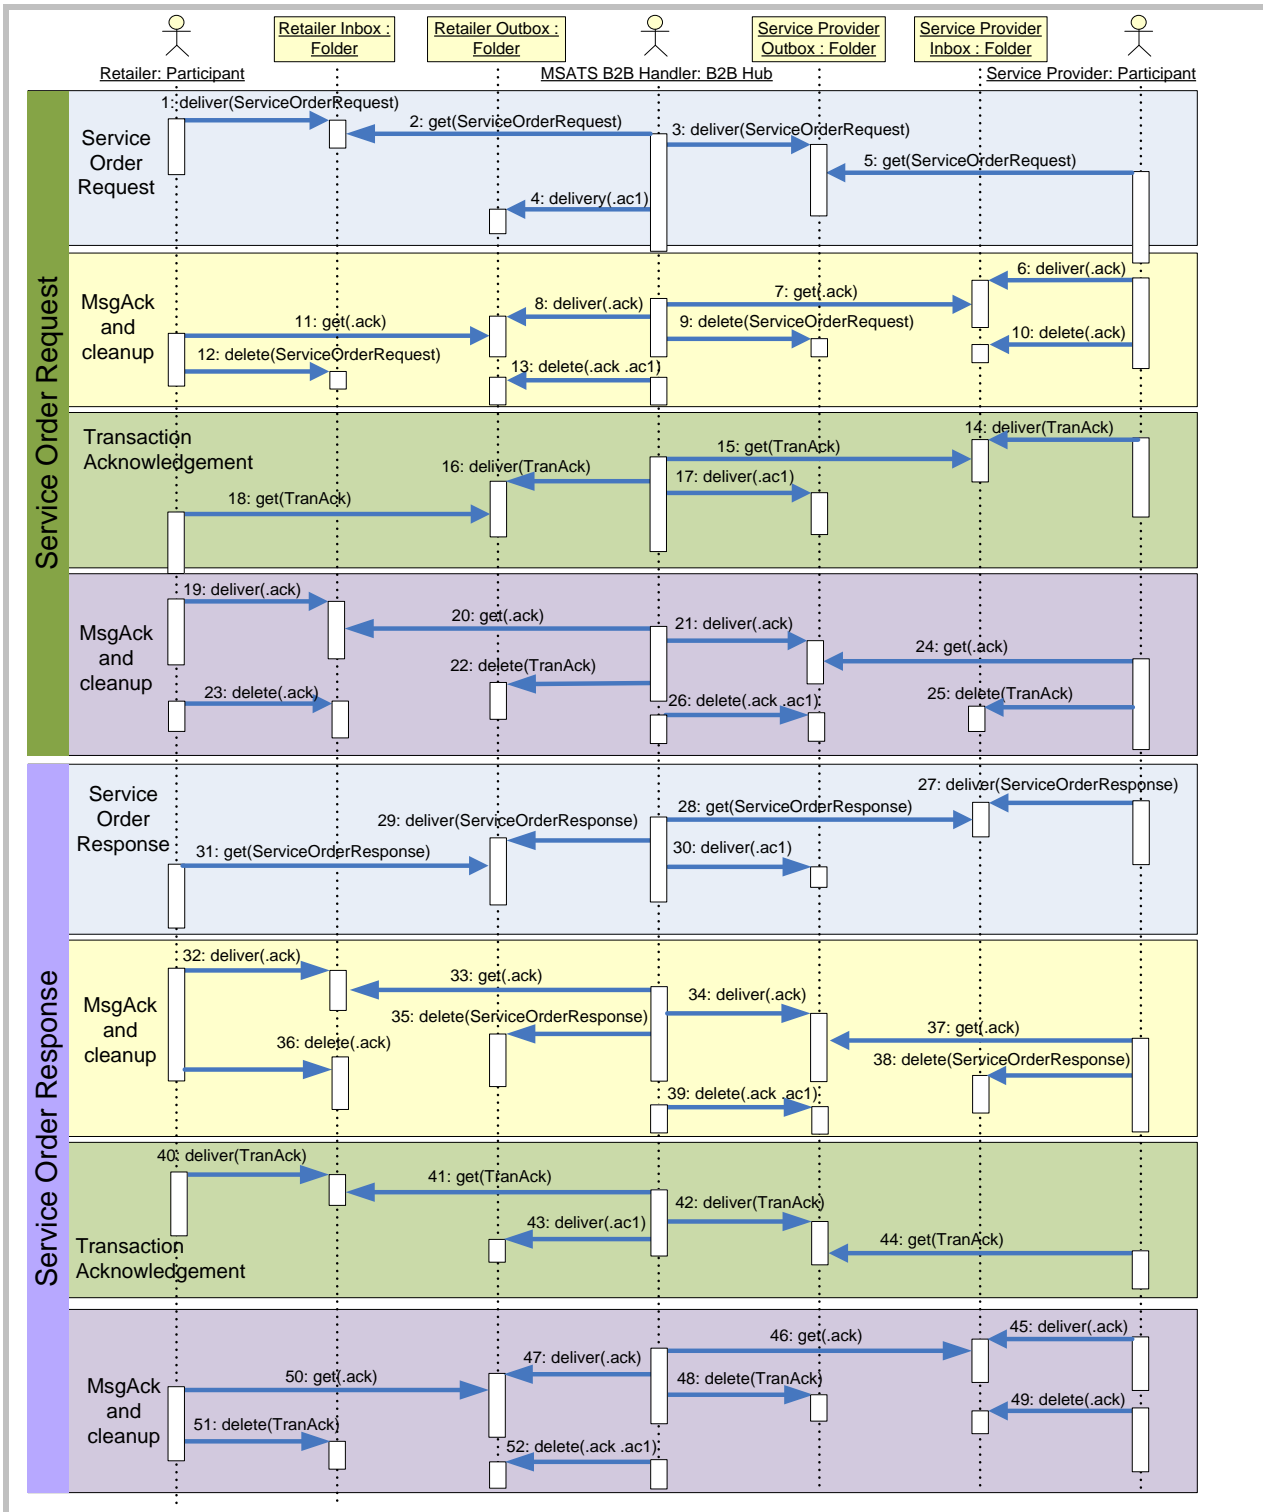 Retailer Inbox :
Folder
Retailer Outbox :
Folder
Service Provider
Outbox : Folder
Service Provider
Inbox : Folder
Retailer: Participant
MSATS B2B Handler: B2B Hub
Service Provider: Participant
Service Order Request
Service
Order
Request
1: deliver(ServiceOrderRequest)
2: get(ServiceOrderRequest)
3: deliver(ServiceOrderRequest)
5: get(ServiceOrderRequest)
4: delivery(.ac1)
MsgAck
and
cleanup
6: deliver(.ack)
7: get(.ack)
8: deliver(.ack)
9: delete(ServiceOrderRequest)
10: delete(.ack)
11: get(.ack)
12: delete(ServiceOrderRequest)
13: delete(.ack .ac1)
Transaction
Acknowledgement
14: deliver(TranAck)
15: get(TranAck)
16: deliver(TranAck)
17: deliver(.ac1)
18: get(TranAck)
MsgAck
and
cleanup
19: deliver(.ack)
20: get(.ack)
21: deliver(.ack)
24: get(.ack)
22: delete(TranAck)
23: delete(.ack)
26: delete(.ack .ac1)
25: delete(TranAck)
Service Order Response
Service
Order
Response
27: deliver(ServiceOrderResponse)
28: get(ServiceOrderResponse)
29: deliver(ServiceOrderResponse)
30: deliver(.ac1)
31: get(ServiceOrderResponse)
MsgAck
and
cleanup
32: deliver(.ack)
33: get(.ack)
34: deliver(.ack)
35: delete(ServiceOrderResponse)
37: get(.ack)
36: delete(.ack)
38: delete(ServiceOrderResponse)
39: delete(.ack .ac1)
40: deliver(TranAck)
41: get(TranAck)
42: deliver(TranAck)
43: deliver(.ac1)
44: get(TranAck)
Transaction
Acknowledgement
MsgAck
and
cleanup
45: deliver(.ack)
46: get(.ack)
47: deliver(.ack)
48: delete(TranAck)
50: get(.ack)
49: delete(.ack)
51: delete(TranAck)
52: delete(.ack .ac1)